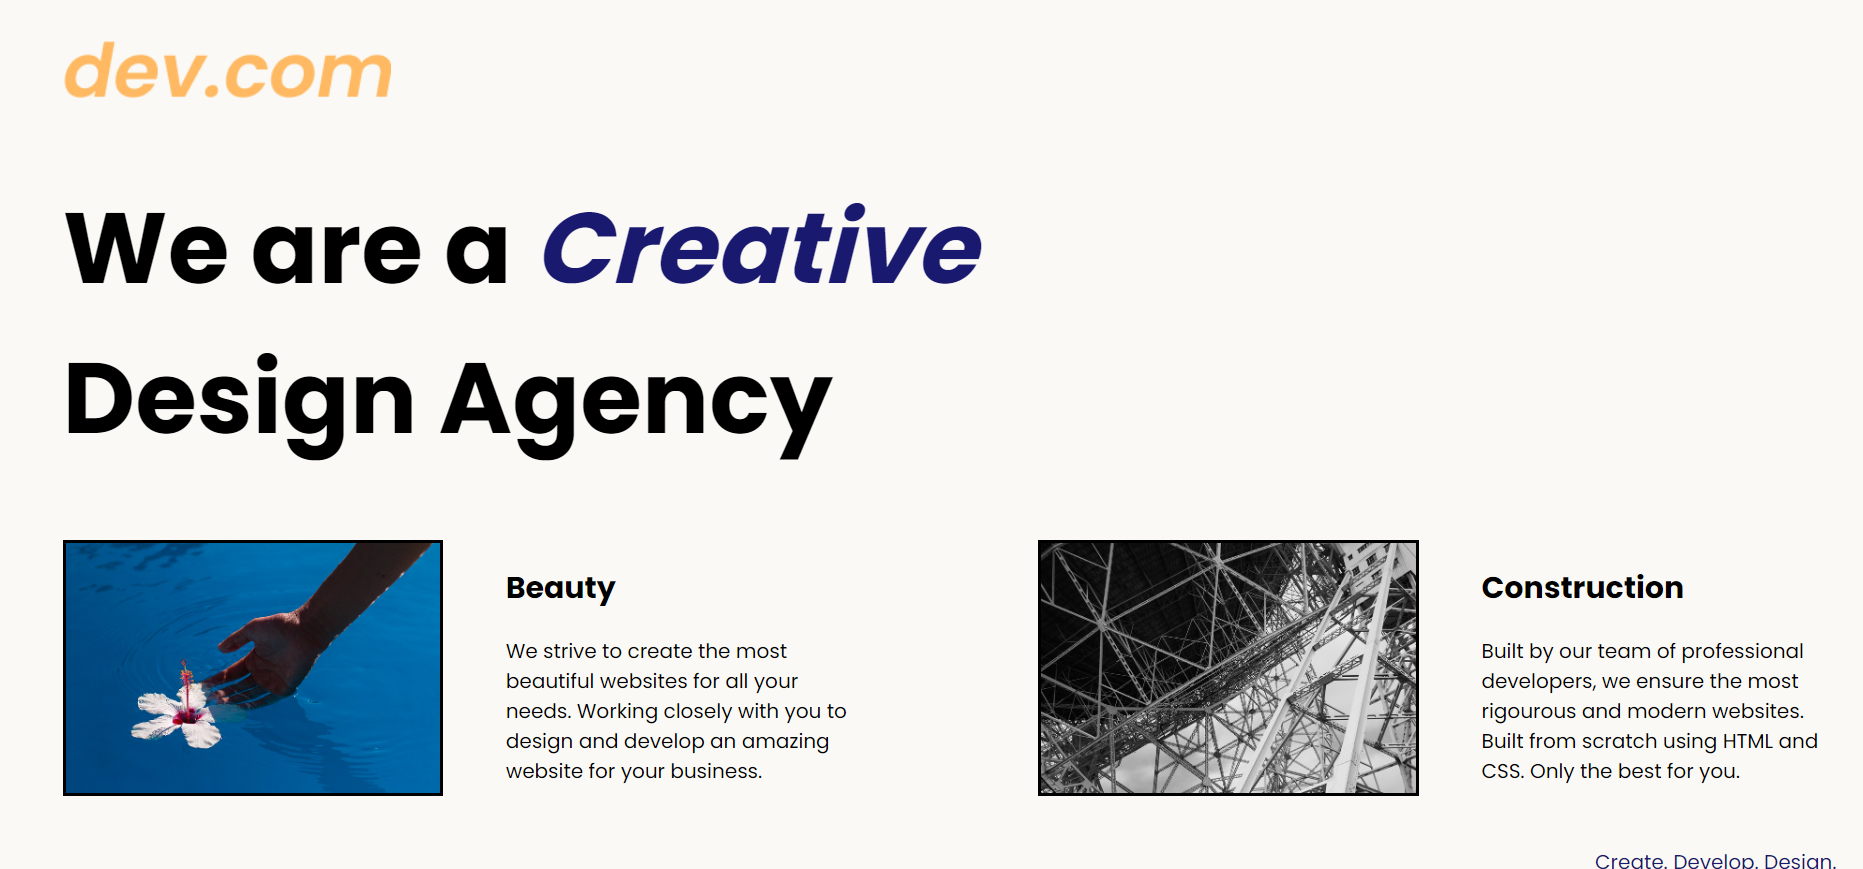 dev.com
We are a Creative
Design Agency
Beauty
We strive to create the most
beautiful websites for all your
needs. Working closely with you to
design and develop an amazing
website for your business.
Construction
Built by our team of professional
developers, we ensure the most
rigourous and modern websites.
Built from scratch using HTML and
CSS. Only the best for you.
Create. Develop. Design.